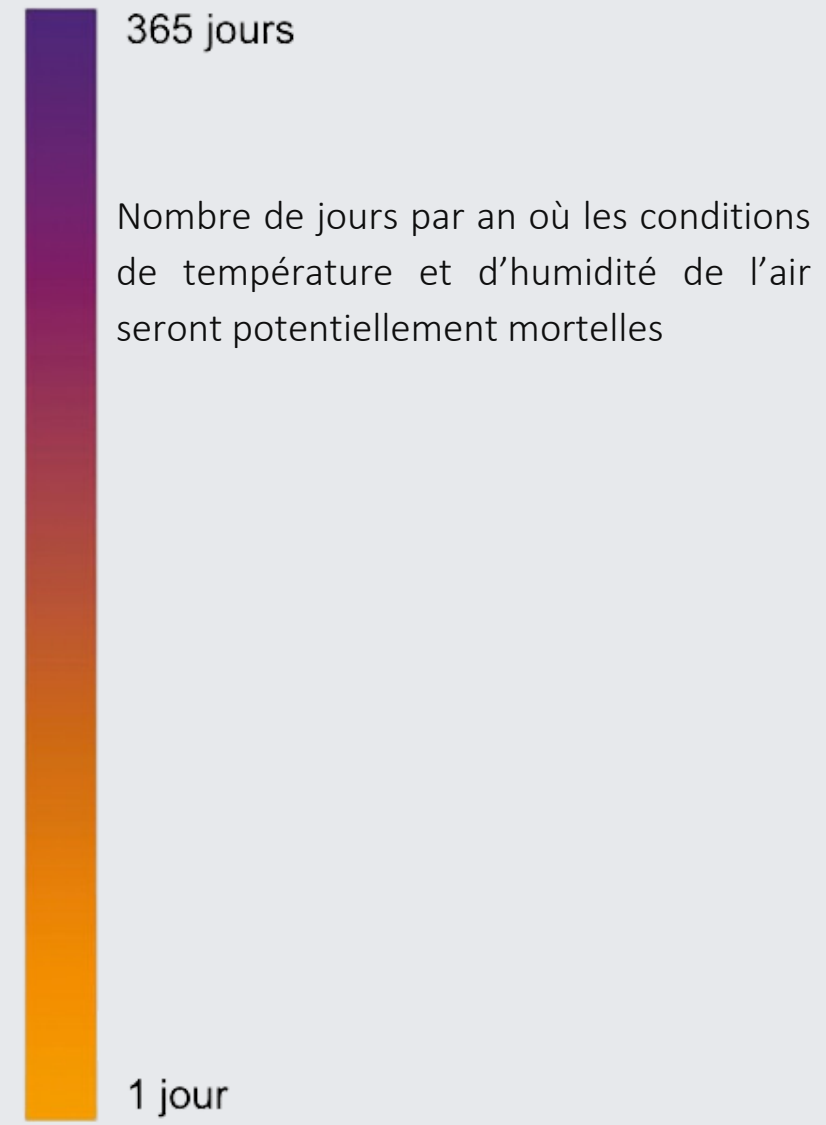 365 jours
Nombre de jours par an où les conditions
de température et d’humidité de l’air
seront potentiellement mortelles
1 jour